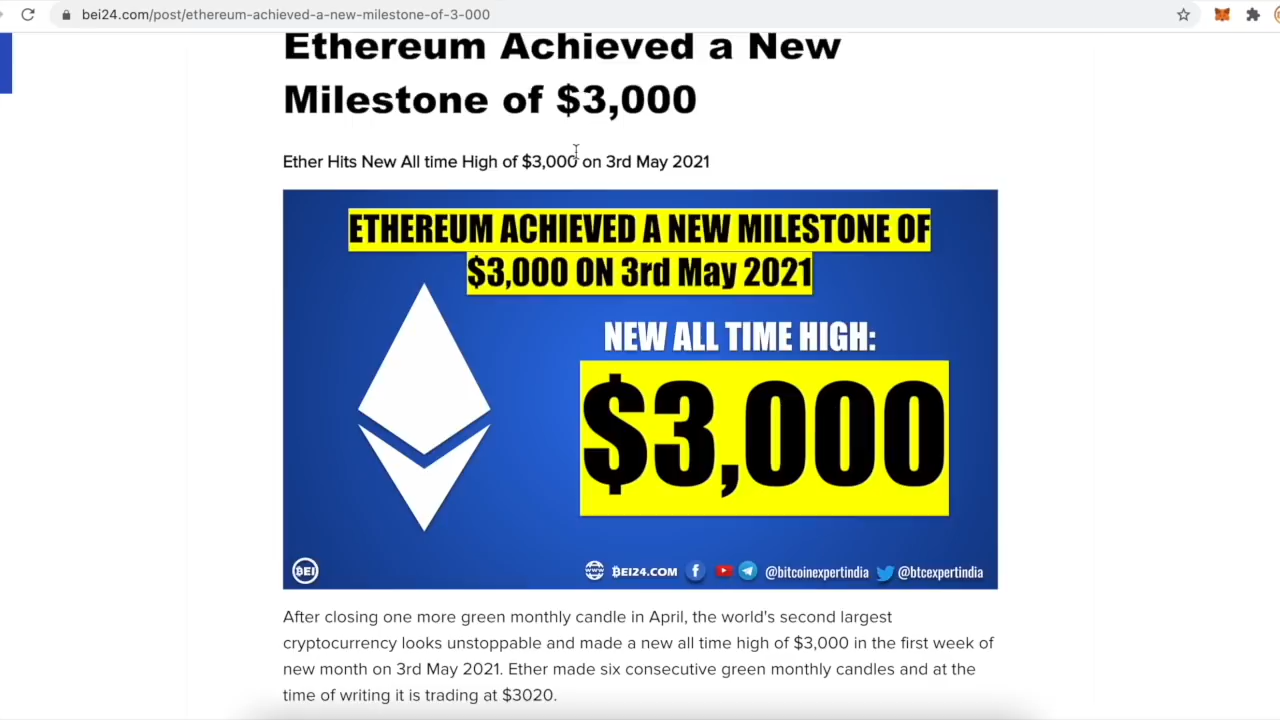 bei24.com/post/ethereum-achieved-a-new-milestone-of-3-000
Ethereum Achieved a New
Milestone of $3,000
Ether Hits New All time High of $3,000 on 3rd May 2021
ETHEREUM ACHIEVED A NEW MILESTONE OF
$3,000 ON 3rd May 2021
NEW ALL TIME HIGH:
$3,000
₿EI
WWW ₿EI24.COM @bitcoinexpertindia @btcexpertindia
After closing one more green monthly candle in April, the world's second largest
cryptocurrency looks unstoppable and made a new all time high of $3,000 in the first week of
new month on 3rd May 2021. Ether made six consecutive green monthly candles and at the
time of writing it is trading at $3020.